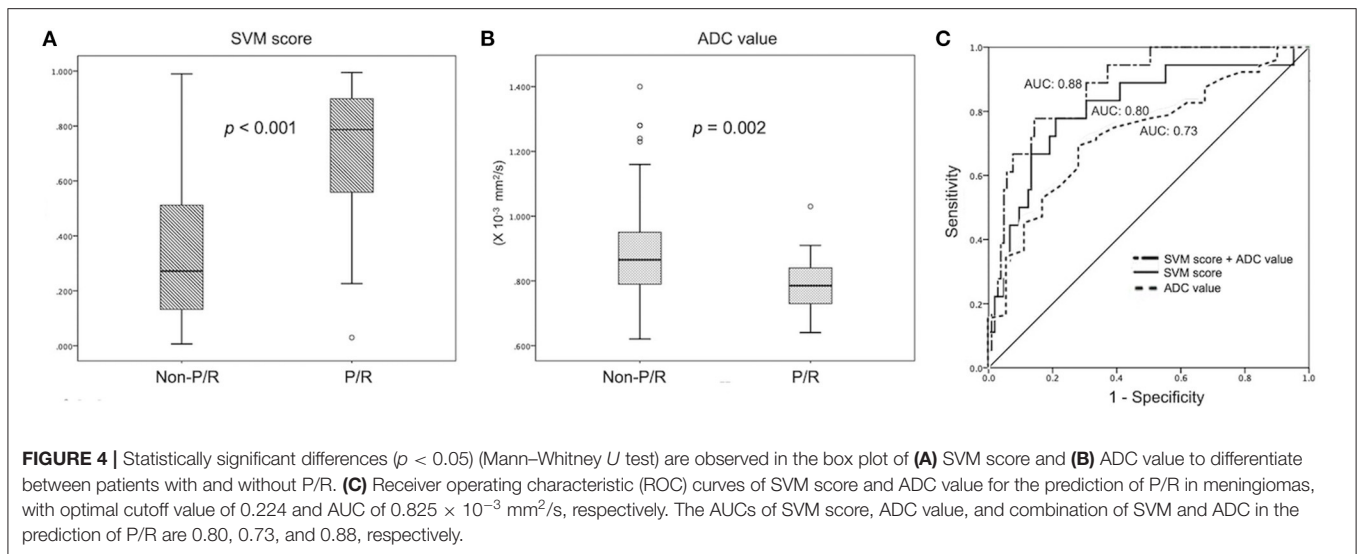 A
SVM score
1.000
.800
.600
.400
.200
.000
p < 0.001
Non-P/R
P/R
B
ADC value
(X 10-3 mm2/s)
1.400
1.200
1.000
.800
.600
p = 0.002
Non-P/R
P/R
C
Sensitivity
1.0
0.8
0.6
0.4
0.2
0.0
AUC: 0.88
AUC: 0.80
AUC: 0.73
SVM score + ADC value
SVM score
ADC value
0.0 0.2 0.4 0.6 0.8 1.0
1 - Specificity
FIGURE 4 | Statistically significant differences (p < 0.05) (Mann–Whitney U test) are observed in the box plot of (A) SVM score and (B) ADC value to differentiate
between patients with and without P/R. (C) Receiver operating characteristic (ROC) curves of SVM score and ADC value for the prediction of P/R in meningiomas,
with optimal cutoff value of 0.224 and AUC of 0.825 × 10−3 mm2/s, respectively. The AUCs of SVM score, ADC value, and combination of SVM and ADC in the
prediction of P/R are 0.80, 0.73, and 0.88, respectively.